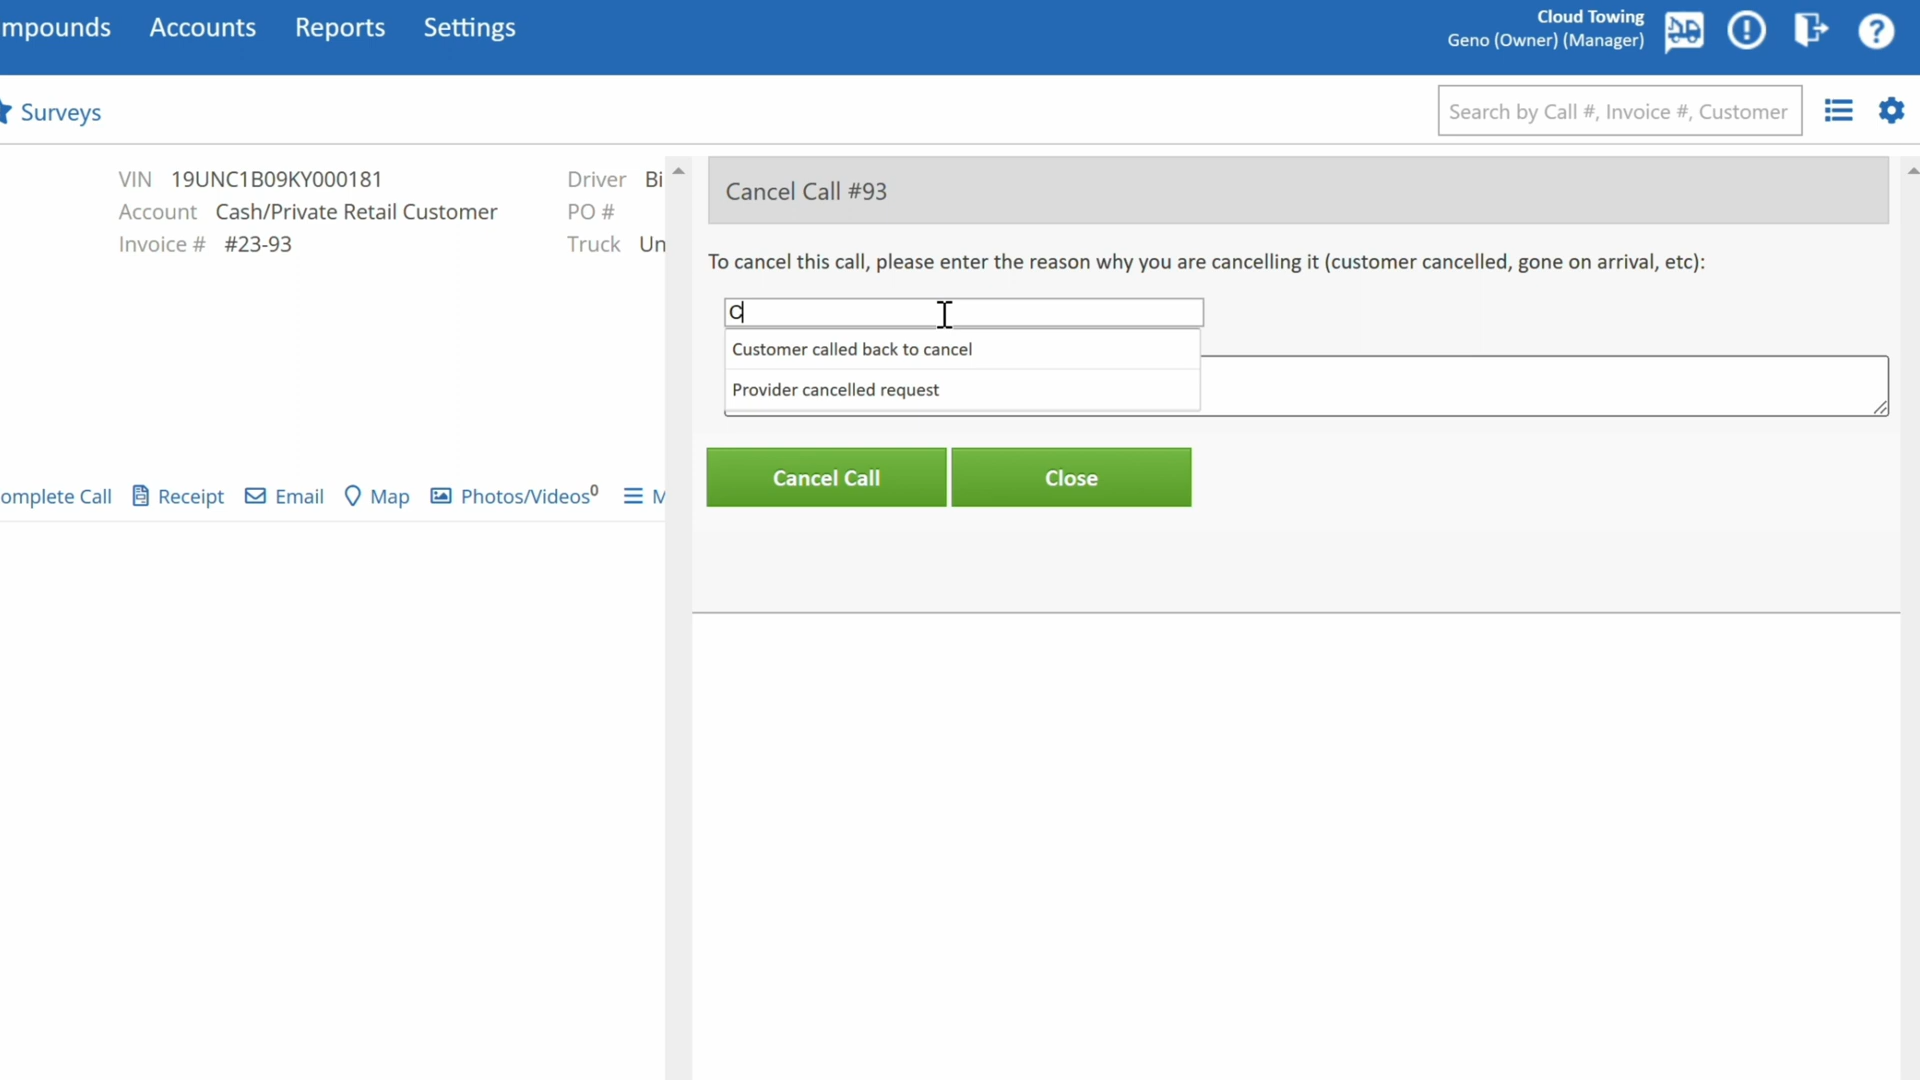 mpounds
Accounts
Reports
Settings
Cloud Towing
Geno (Owner) (Manager)
Surveys
Search by Call #, Invoice #, Customer
VIN 19UNC1B09KY000181
Driver Bi
Account Cash/Private Retail Customer
PO #
Invoice # #23-93
Truck Un
omplete Call
Receipt
Email
Map
Photos/Videos0
M
Cancel Call #93
To cancel this call, please enter the reason why you are cancelling it (customer cancelled, gone on arrival, etc):
C
Customer called back to cancel
Provider cancelled request
Cancel Call
Close